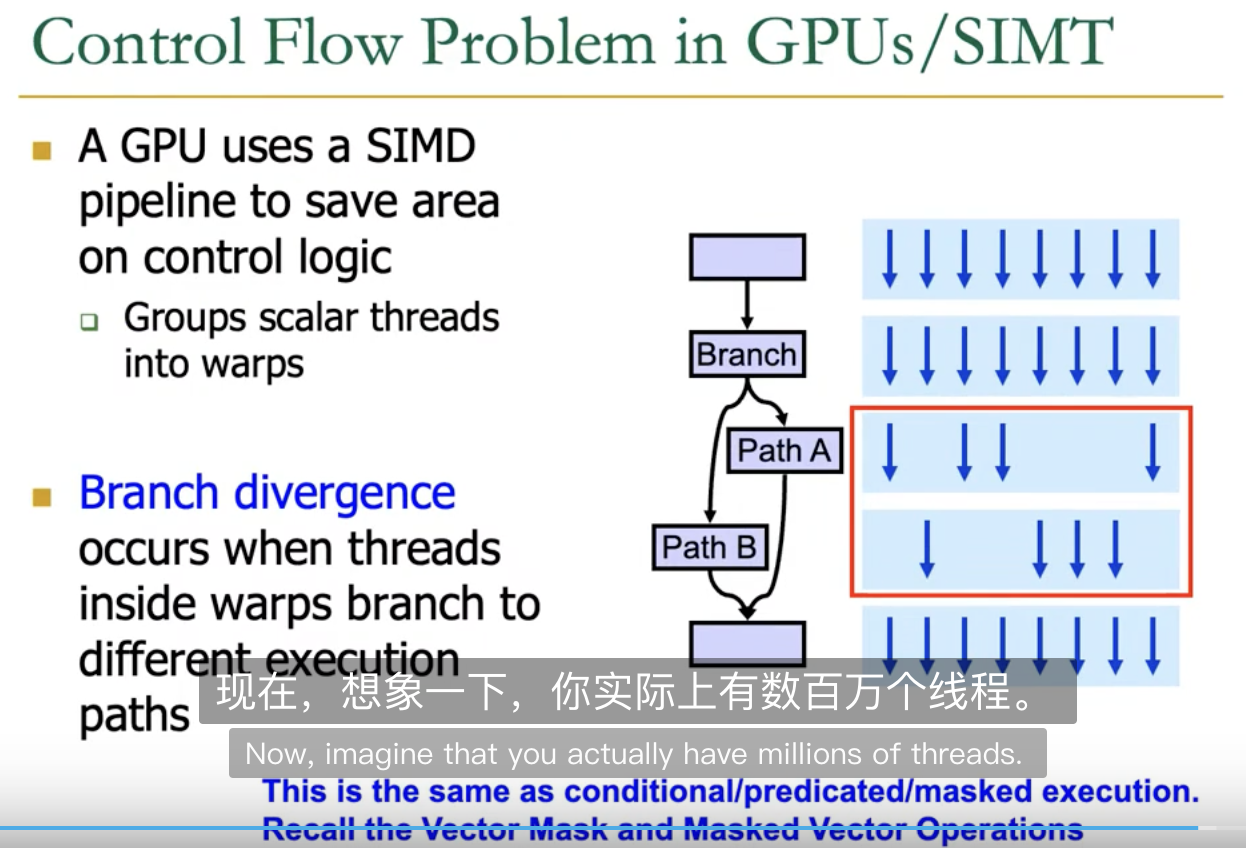 Control Flow Problem in GPUs/SIMT
A GPU uses a SIMD
pipeline to save area
on control logic
Groups scalar threads
into warps
Branch divergence
occurs when threads
inside warps branch to
different execution
paths
Branch
Path A
Path B
现在，想象一下，你实际上有数百万个线程。
Now, imagine that you actually have millions of threads.
This is the same as conditional/predicated/masked execution.
Recall the Vector Mask and Masked Vector Operations